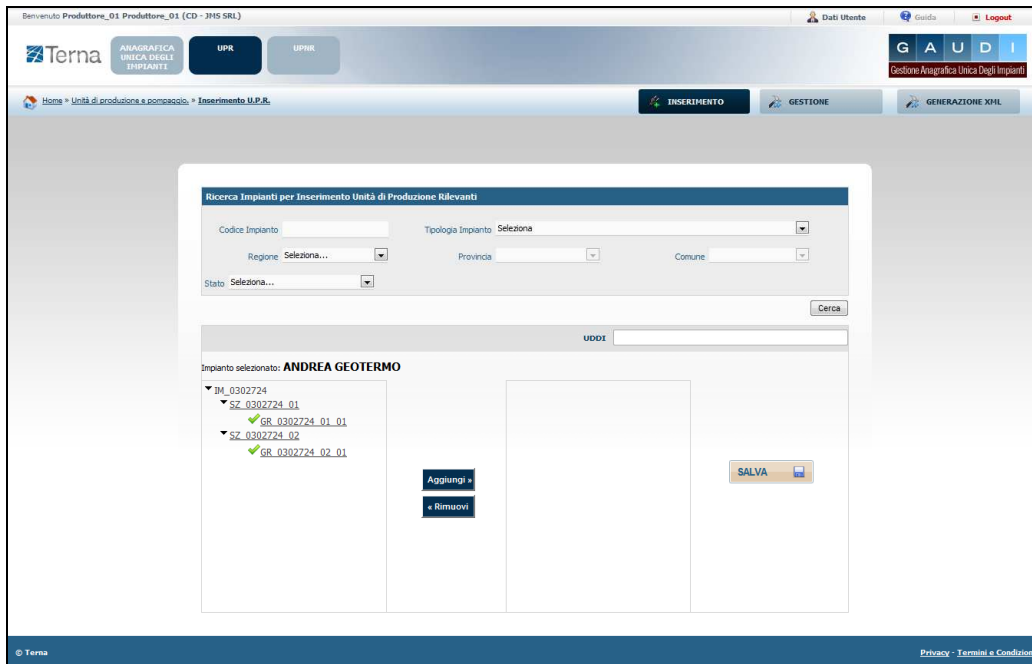 Benvenuto Produttore_01 Produttore_01 (CD - JMS SRL) Dati Utente Guida Logout
Terna ANAGRAFICA UNICA DEGLI IMPIANTI UPR UPNR GAUDI
Gestione Anagrafica Unica Degli Impianti
Home » Unità di produzione e pompaggio. » Inserimento U.P.R. INSERIMENTO GESTIONE GENERAZIONE XML
Ricerca Impianti per Inserimento Unità di Produzione Rilevanti
Codice Impianto Tipologia Impianto Seleziona
Regione Seleziona... Provincia Comune
Stato Seleziona...
Cerca
UDDI
Impianto selezionato: ANDREA GEOTERMO
IM_0302724
SZ_0302724_01
GR_0302724_01_01
SZ_0302724_02
GR_0302724_02_01
Aggiungi »
SALVA
« Rimuovi
© Terna Privacy - Termini e Condizion